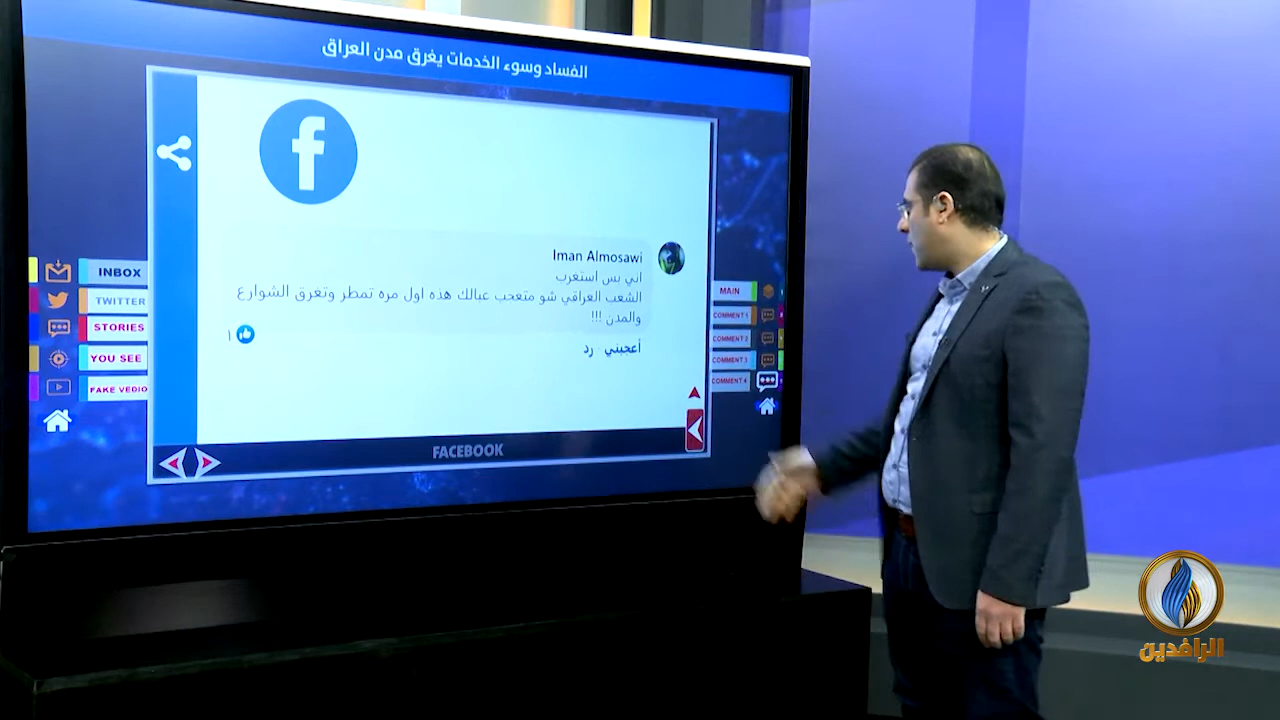 الفساد وسوء الخدمات يغرق مدن العراق
Iman Almosawi
اني بس استغرب
الشعب العراقي شو متعجب عبالك هذه اول مره تمطر وتغرق الشوارع
والمدن !!!
١
أعجبني · رد
INBOX
TWITTER
STORIES
YOU SEE
FAKE VEDIO
MAIN
COMMENT 1
COMMENT 2
COMMENT 3
COMMENT 4
FACEBOOK
الرافدين